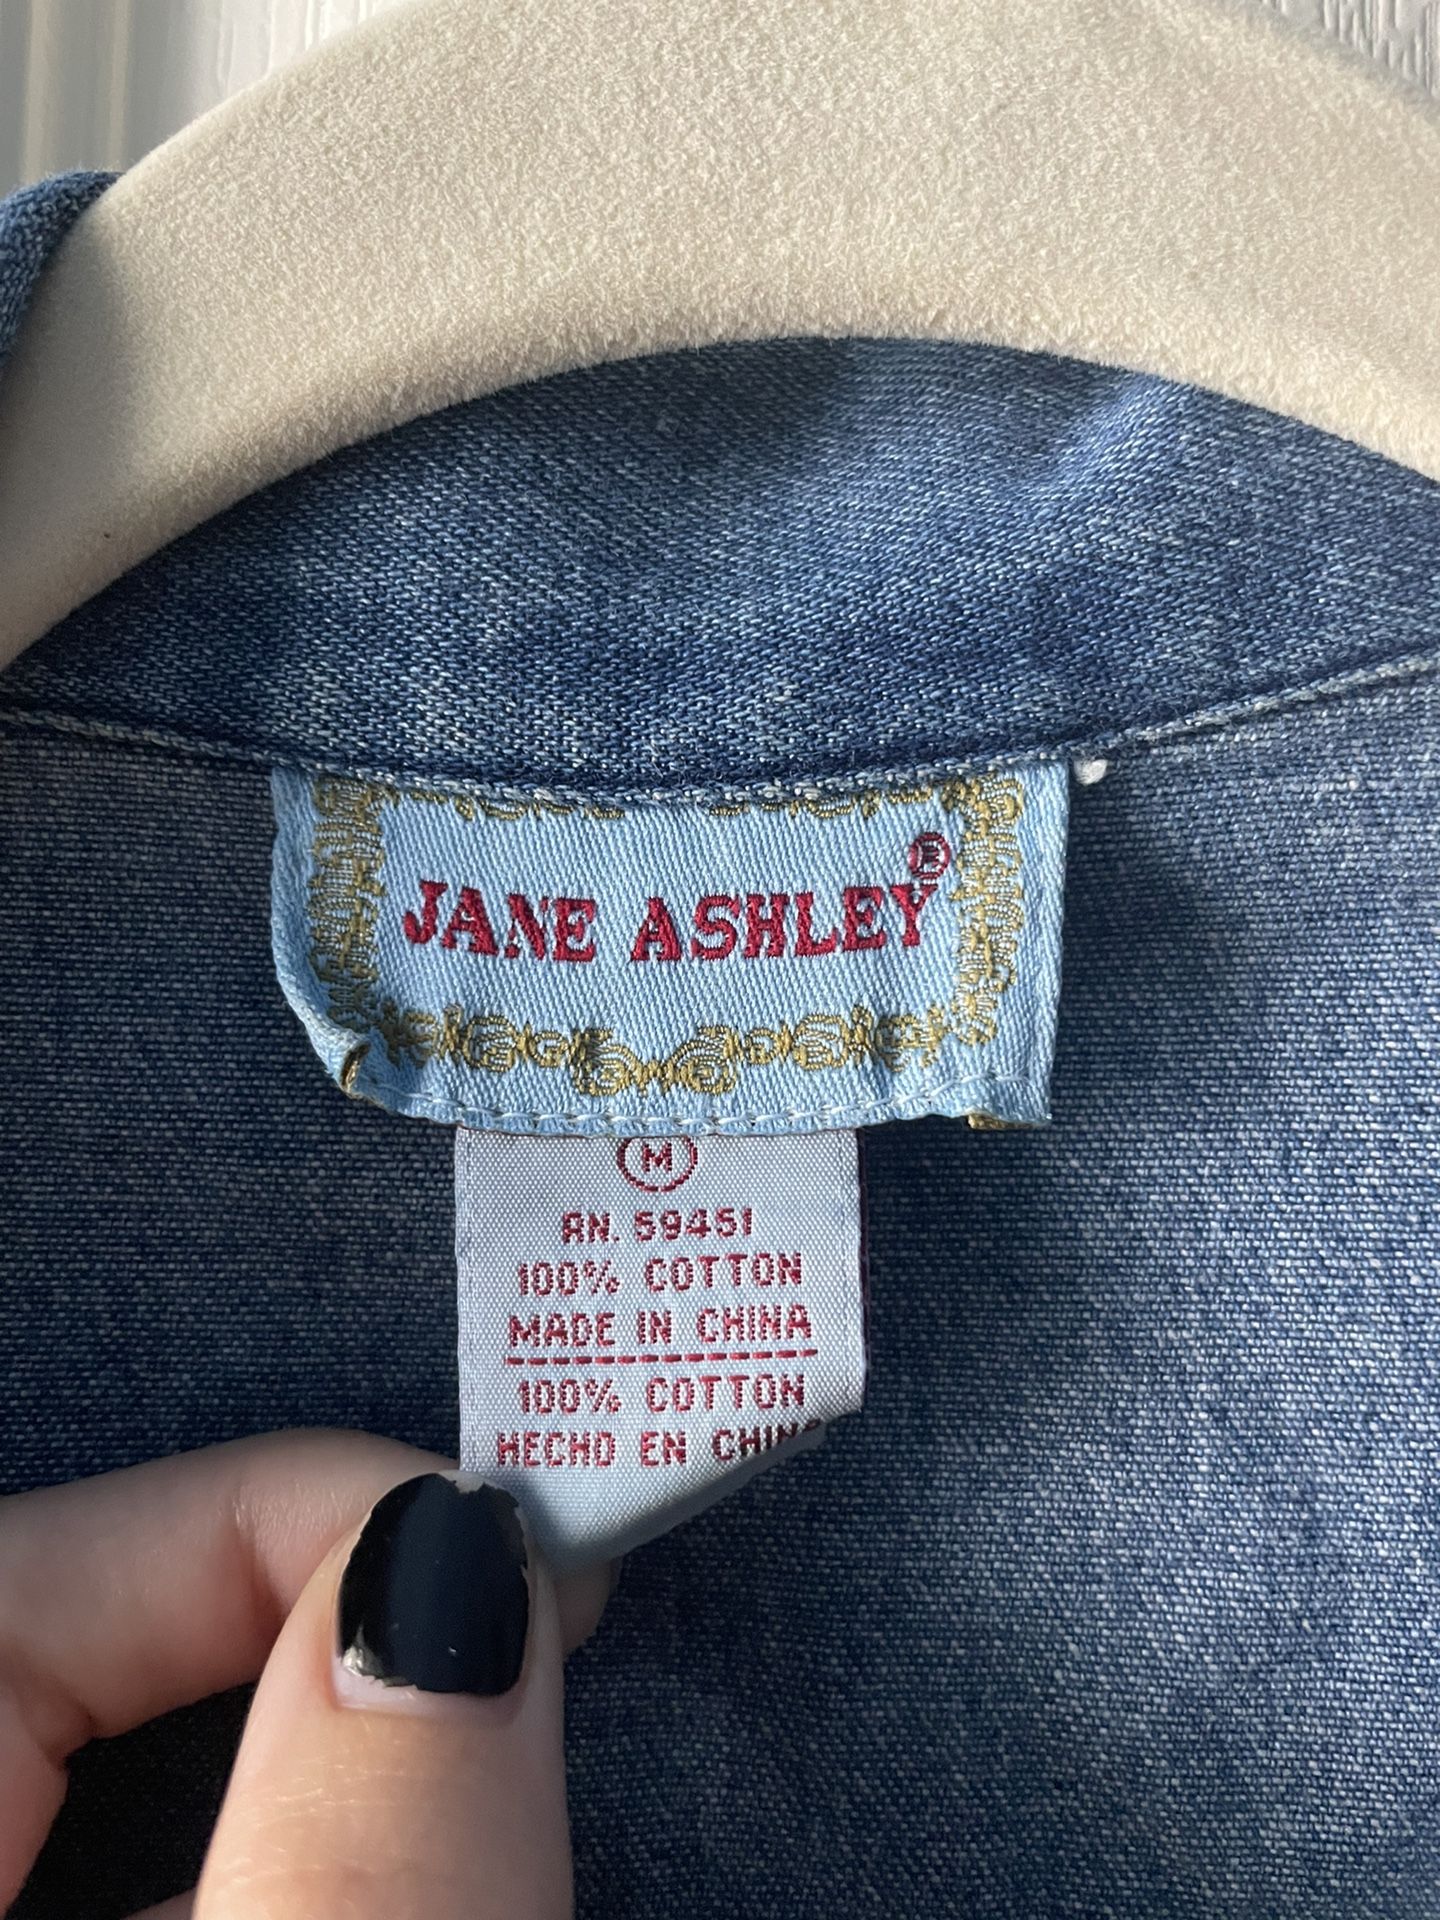 JANE ASHLEY®
M
RN. 59451
100% COTTON
MADE IN CHINA
100% COTTON
HECHO EN CHINA